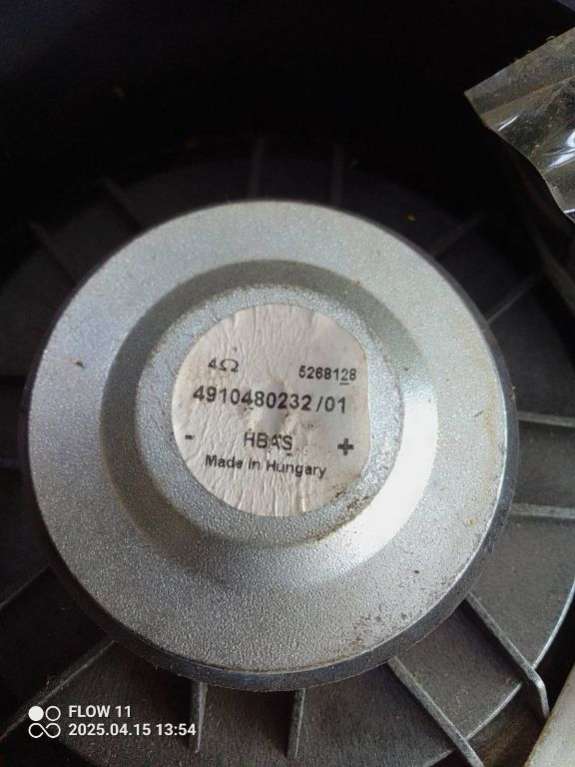 4Ω 5268128
4910480232/01
HBAS
- +
Made in Hungary
FLOW 11
2025.04.15 13:54